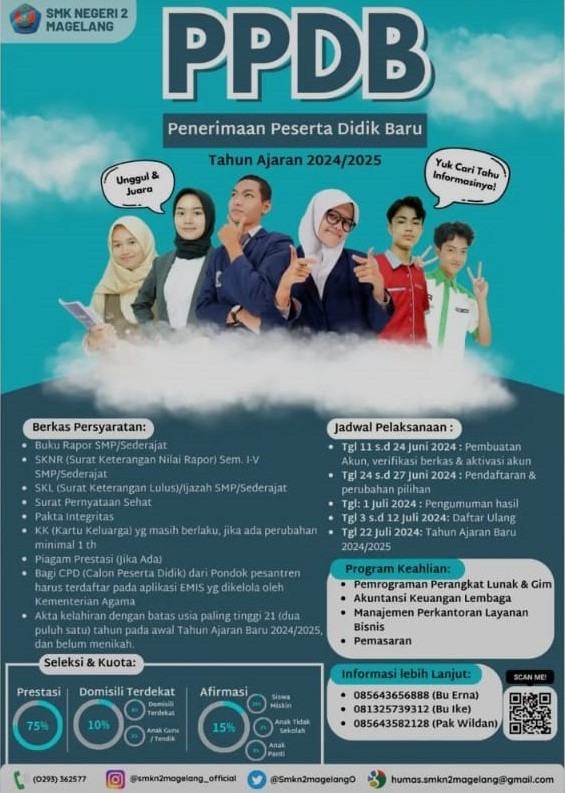 SMK NEGERI 2
MAGELANG
PPDB
Penerimaan Peserta Didik Baru
Tahun Ajaran 2024/2025
Unggul &
Juara
Yuk Cari Tahu
Informasinya!
Berkas Persyaratan:
• Buku Rapor SMP/Sederajat
• SKNR (Surat Keterangan Nilai Rapor) Sem. I-V
SMP/Sederajat
• SKL (Surat Keterangan Lulus)/Ijazah SMP/Sederajat
• Surat Pernyataan Sehat
• Pakta Integritas
• KK (Kartu Keluarga) yg masih berlaku, jika ada perubahan
minimal 1 th
• Piagam Prestasi (Jika Ada)
• Bagi CPD (Calon Peserta Didik) dari Pondok pesantren
harus terdaftar pada aplikasi EMIS yg dikelola oleh
Kementerian Agama
• Akta kelahiran dengan batas usia paling tinggi 21 (dua
puluh satu) tahun pada awal Tahun Ajaran Baru 2024/2025,
dan belum menikah.
Jadwal Pelaksanaan :
• Tgl 11 s.d 24 Juni 2024 : Pembuatan
Akun, verifikasi berkas & aktivasi akun
• Tgl 24 s.d 27 Juni 2024 : Pendaftaran &
perubahan pilihan
• Tgl: 1 Juli 2024 : Pengumuman hasil
• Tgl 3 s.d 12 Juli 2024: Daftar Ulang
• Tgl 22 Juli 2024: Tahun Ajaran Baru
2024/2025
Program Keahlian:
• Pemrograman Perangkat Lunak & Gim
• Akuntansi Keuangan Lembaga
• Manajemen Perkantoran Layanan
Bisnis
• Pemasaran
Seleksi & Kuota:
Prestasi
75%
Domisili Terdekat
10%
Domisili
Terdekat
Anak Guru
/ Tendik
Afirmasi
15%
Siswa
Miskin
Anak Tidak
Sekolah
Anak
Panti
Informasi lebih Lanjut:
• 085643656888 (Bu Erna)
• 081325739312 (Bu Ike)
• 085643582128 (Pak Wildan)
SCAN ME!
(0293) 362577
@smkn2magelang_official
@Smkn2magelangO
humas.smkn2magelang@gmail.com